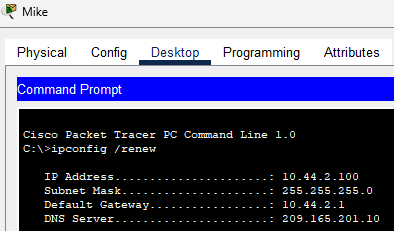 Mike
Physical Config Desktop Programming Attributes
Command Prompt
Cisco Packet Tracer PC Command Line 1.0
C:\>ipconfig /renew
IP Address......................: 10.44.2.100
Subnet Mask.....................: 255.255.255.0
Default Gateway.................: 10.44.2.1
DNS Server......................: 209.165.201.10